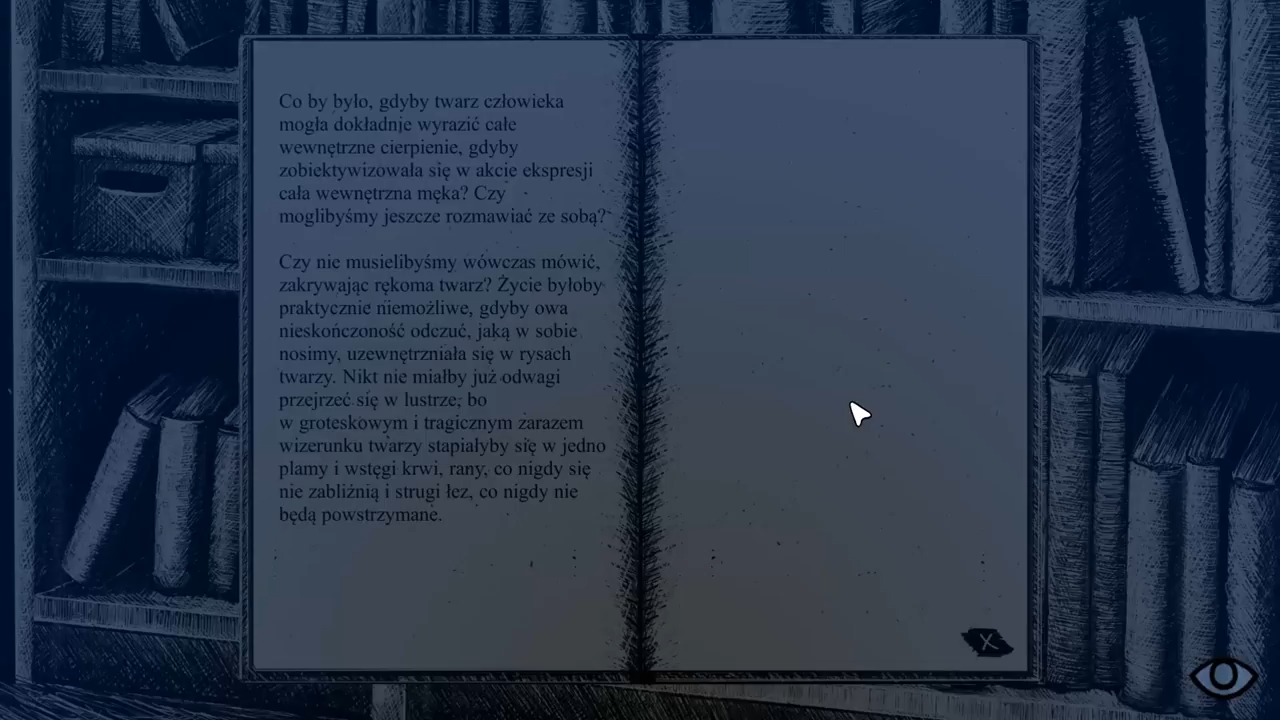 Co by było, gdyby twarz człowieka
mogła dokładnie wyrazić całe
wewnętrzne cierpienie, gdyby
zobiektywizowała się w akcie ekspresji
cała wewnętrzna męka? Czy
moglibyśmy jeszcze rozmawiać ze sobą?
Czy nie musielibyśmy wówczas mówić,
zakrywając rękoma twarz? Życie byłoby
praktycznie niemożliwe, gdyby owa
nieskończoność odczuć, jaką w sobie
nosimy, uzewnętrzniała się w rysach
twarzy. Nikt nie miałby już odwagi
przejrzeć się w lustrze, bo
w groteskowym i tragicznym zarazem
wizerunku twarzy stapiałyby się w jedno
plamy i wstęgi krwi, rany, co nigdy się
nie zabliźnią i strugi łez, co nigdy nie
będą powstrzymane.
X